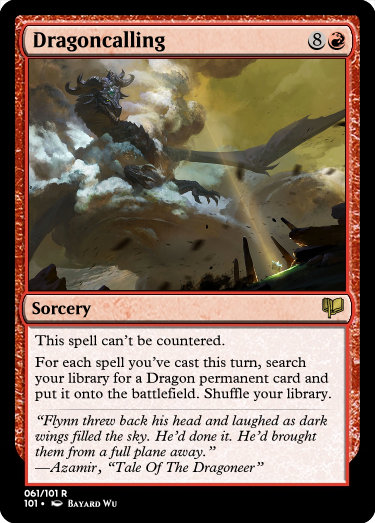 Dragoncalling 8
Sorcery
This spell can't be countered.
For each spell you've cast this turn, search
your library for a Dragon permanent card and
put it onto the battlefield. Shuffle your library.
“Flynn threw back his head and laughed as dark
wings filled the sky. He'd done it. He'd brought
them from a full plane away.”
—Azamir, “Tale Of The Dragoneer”
061/101 R
101 • Bayard Wu